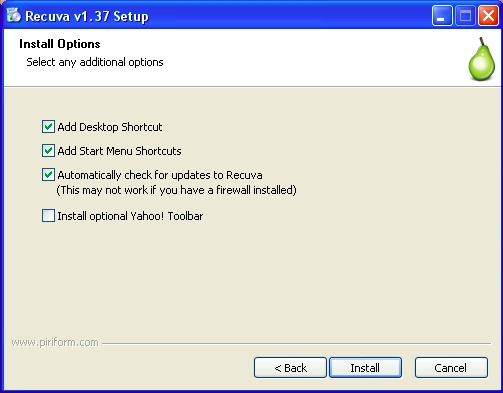 Recuva v1.37 Setup
Install Options
Select any additional options
Add Desktop Shortcut
Add Start Menu Shortcuts
Automatically check for updates to Recuva
(This may not work if you have a firewall installed)
Install optional Yahoo! Toolbar
www.piriform.com
< Back
Install
Cancel